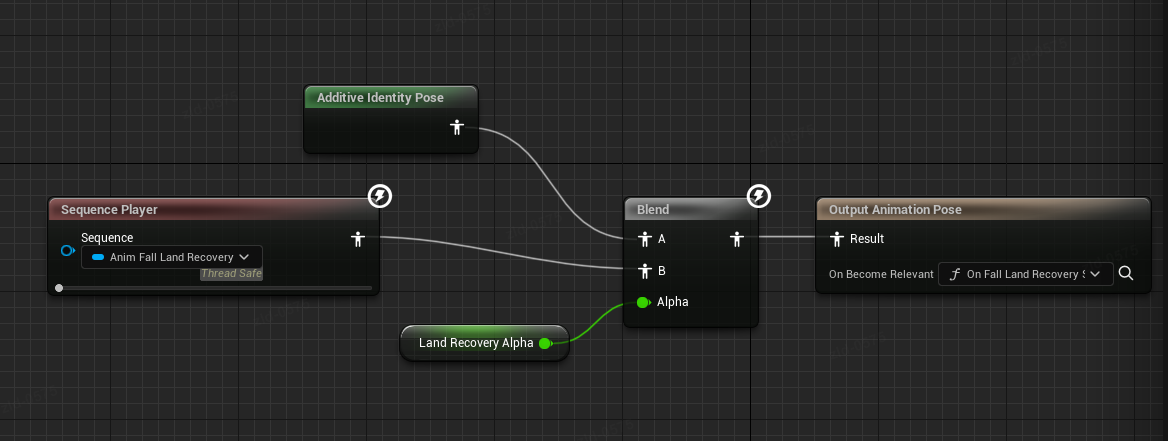 Additive Identity Pose
Sequence Player
Sequence
Anim Fall Land Recovery
Thread Safe
Blend
A
B
Alpha
Land Recovery Alpha
Output Animation Pose
Result
On Become Relevant
On Fall Land Recovery